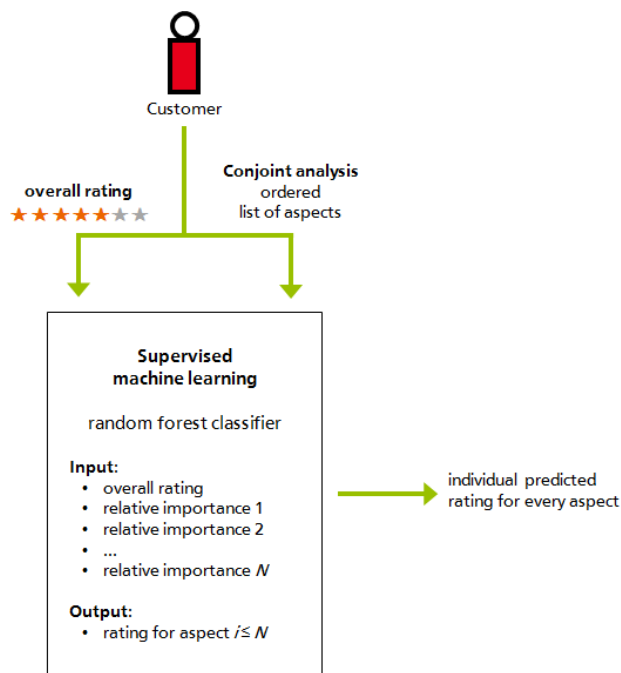 Customer
overall rating
Conjoint analysis
ordered
list of aspects
Supervised
machine learning
random forest classifier
Input:
• overall rating
• relative importance 1
• relative importance 2
• ...
• relative importance N
Output:
• rating for aspect i ≤ N
individual predicted
rating for every aspect